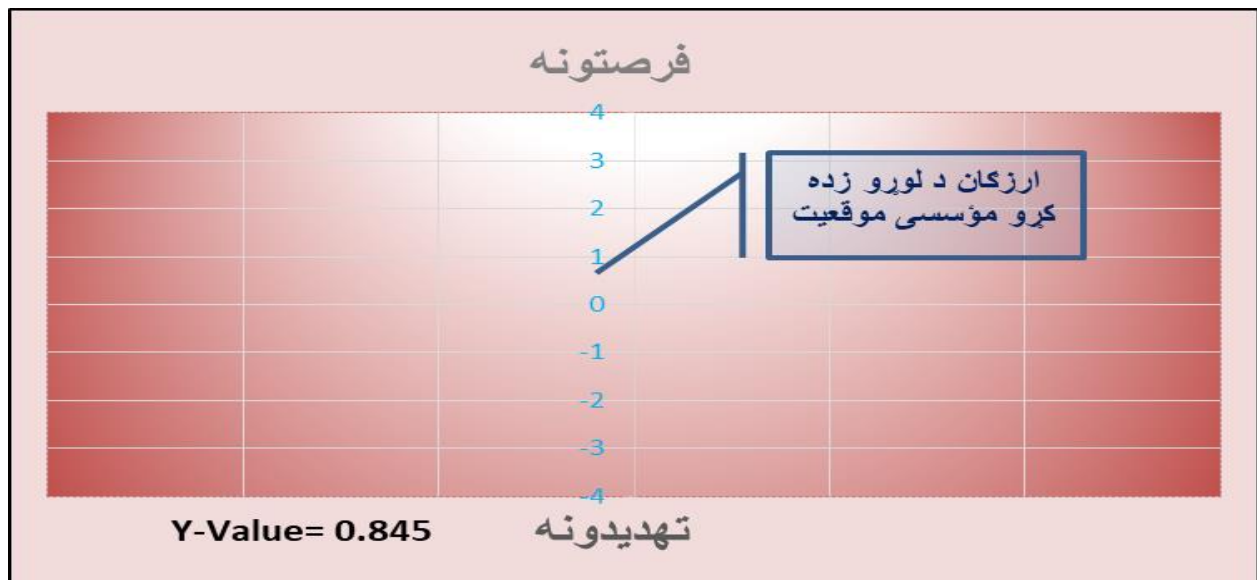 فرصتونه
4
3
2
1
0
-1
-2
-3
-4
ارزگان د لوړو زده
کړو مؤسسی موقعیت
Y-Value= 0.845
تهدیدونه